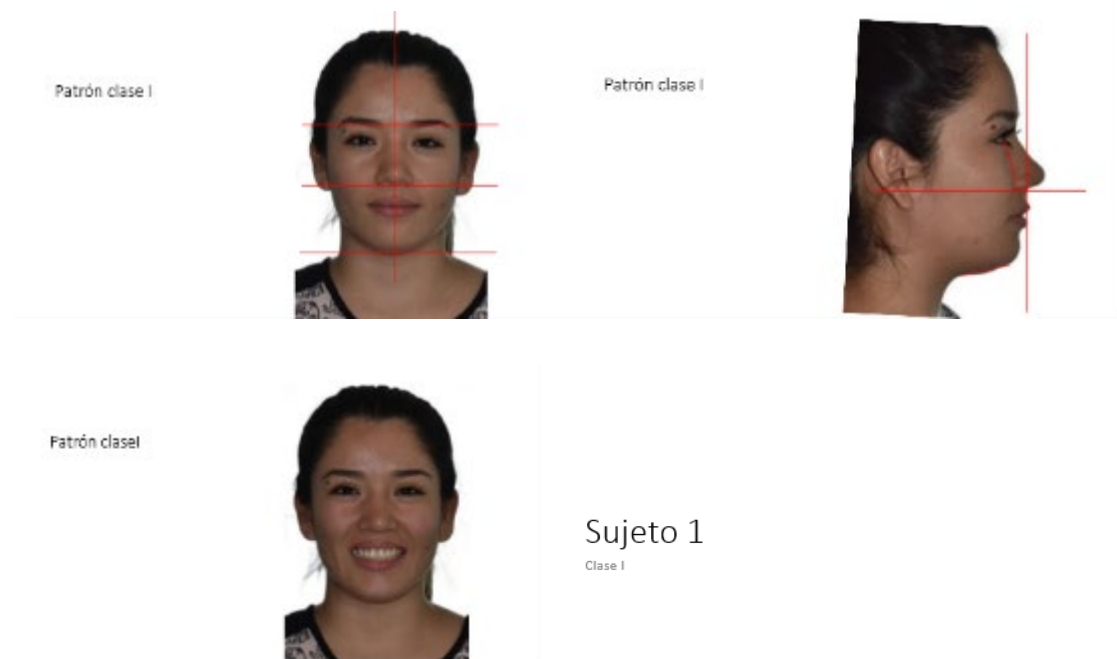 Patrón clase I
Patrón clase I
Patrón claseI
Sujeto 1
Clase I